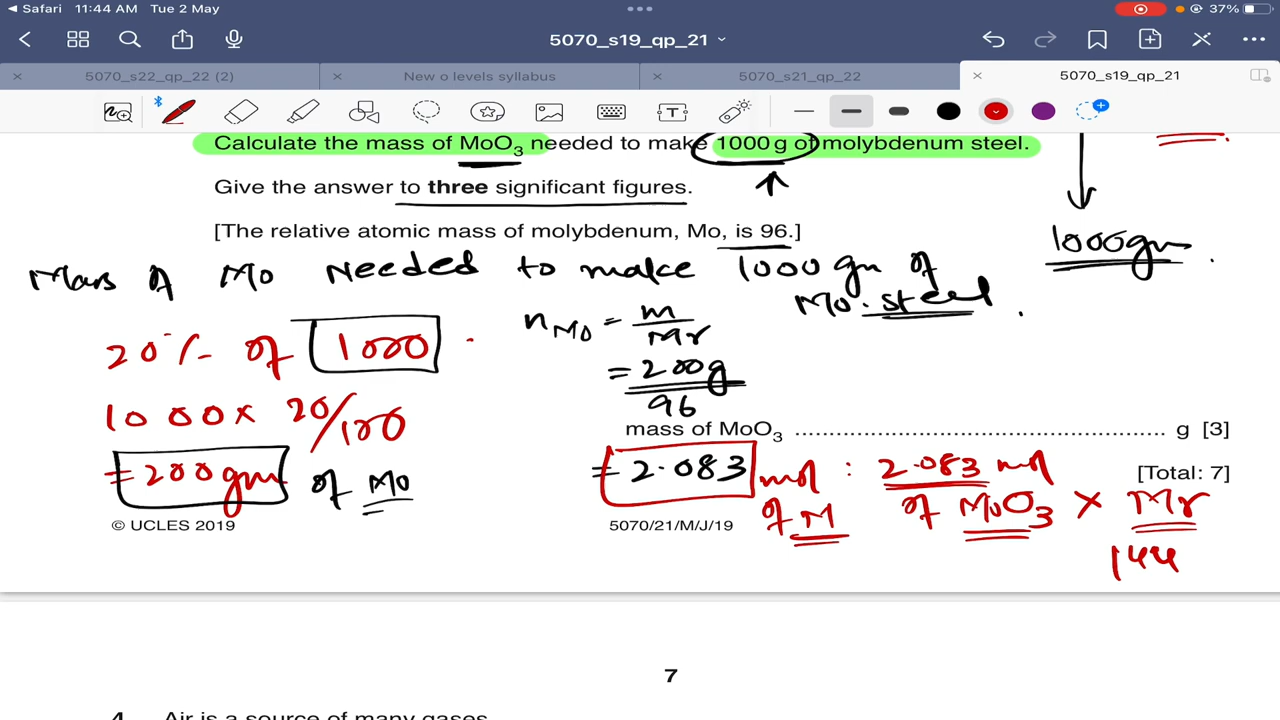 Safari 11:44 AM Tue 2 May 37%
5070_s19_qp_21
5070_s22_qp_22 (2) New o levels syllabus 5070_s21_qp_22 5070_s19_qp_21
Calculate the mass of MoO₃ needed to make 1000 g of molybdenum steel.
Give the answer to three significant figures.
[The relative atomic mass of molybdenum, Mo, is 96.]
1000gm
Mass of Mo needed to make 1000gm of
Mo. steel.
20% of 1000
1000 x 20/100
= 200gm of Mo
nMo = m/Mr
= 200g/96
mass of MoO₃ ........................................................ g [3]
= 2.083 mol : 2.083 mol
of M of MoO₃ × Mr
144
[Total: 7]
© UCLES 2019 5070/21/M/J/19
7
4 Air is a source of many gases